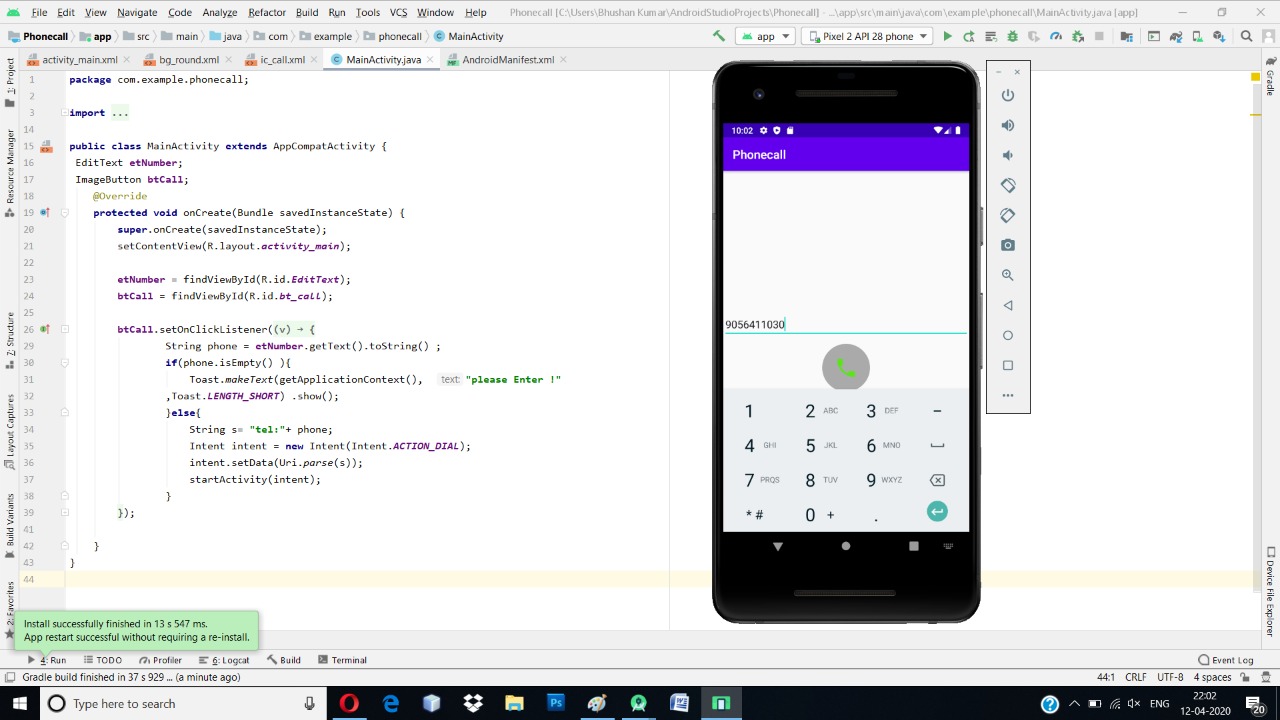 File Edit View Navigate Code Analyze Refactor Build Run Tools VCS Window Help Phonecall [C:\Users\Bhushan Kumar\AndroidStudioProjects\Phonecall] - ...\app\src\main\java\com\example\phonecall\MainActivity.java [app]
Phonecall app src main java com example phonecall MainActivity app Pixel 2 API 28 phone
activity_main.xml bg_round.xml ic_call.xml MainActivity.java AndroidManifest.xml
1: Project
Resource Manager
Z: Structure
Layout Captures
Build Variants
Favorites
1 package com.example.phonecall;
2
3 import ...
14
15 public class MainActivity extends AppCompatActivity {
16 EditText etNumber;
17 ImageButton btCall;
18 @Override
19 protected void onCreate(Bundle savedInstanceState) {
20 super.onCreate(savedInstanceState);
21 setContentView(R.layout.activity_main);
22
23 etNumber = findViewById(R.id.EditText);
24 btCall = findViewById(R.id.bt_call);
25
26 btCall.setOnClickListener((v) → {
29 String phone = etNumber.getText().toString() ;
30 if(phone.isEmpty() ){
31 Toast.makeText(getApplicationContext(), text: "please Enter !"
32 ,Toast.LENGTH_SHORT) .show();
33 }else{
34 String s= "tel:"+ phone;
35 Intent intent = new Intent(Intent.ACTION_DIAL);
36 intent.setData(Uri.parse(s));
37 startActivity(intent);
38 }
39 });
41
42 }
43 }
44
10:02
Phonecall
9056411030
1 2 ABC 3 DEF -
4 GHI 5 JKL 6 MNO
7 PRQS 8 TUV 9 WXYZ
* # 0 + .
Gradle
Device File Explorer
Install successfully finished in 13 s 547 ms.
App restart successful without requiring a re-install.
4: Run TODO Profiler 6: Logcat Build Terminal Event Log
Gradle build finished in 37 s 929 ... (a minute ago) 44:1 CRLF UTF-8 4 spaces
Type here to search ENG 22:02
12-04-2020 20